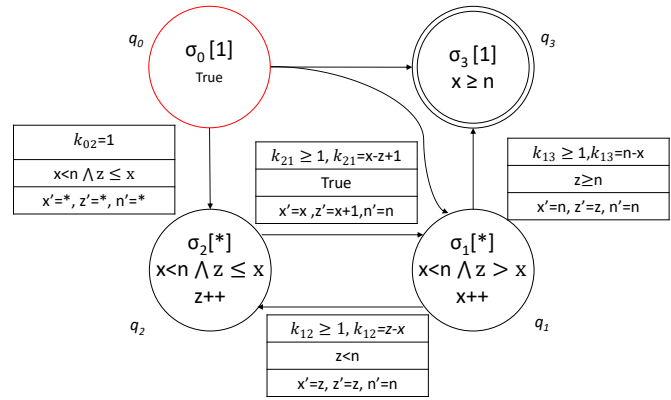 q₀
σ₀ [1]
True
σ₃ [1]
x ≥ n
q₃
k₀₂=1
x<n ⋀ z ≤ x
x'=*, z'=*, n'=*
k₂₁ ≥ 1, k₂₁=x-z+1
True
x'=x ,z'=x+1,n'=n
k₁₃ ≥ 1,k₁₃=n-x
z≥n
x'=n, z'=z, n'=n
σ₂[*]
x<n ⋀ z ≤ x
z++
q₂
σ₁[*]
x<n ⋀ z > x
x++
q₁
k₁₂ ≥ 1, k₁₂=z-x
z<n
x'=z, z'=z, n'=n